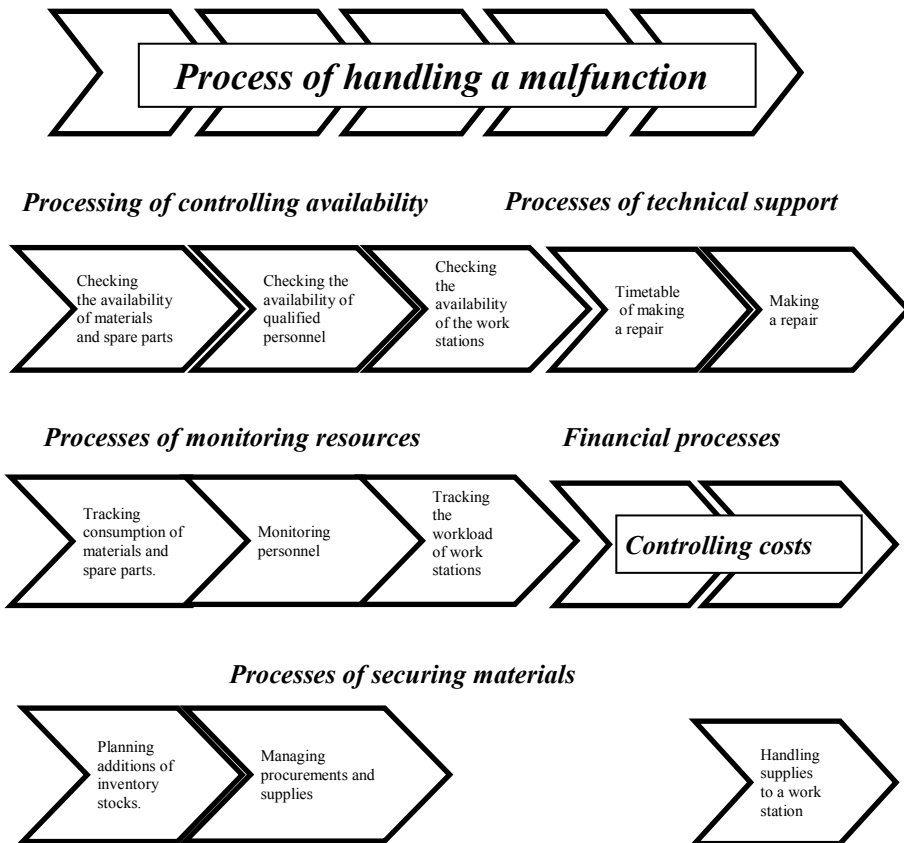 Process of handling a malfunction
Processing of controlling availability
Processes of technical support
Checking
the availability
of materials
and spare parts
Checking the
availability of
qualified
personnel
Checking
the
availability
of the work
stations
Timetable
of making
a repair
Making
a repair
Processes of monitoring resources
Financial processes
Tracking
consumption of
materials and
spare parts.
Monitoring
personnel
Tracking
the
workload
of work
stations
Controlling costs
Processes of securing materials
Planning
additions of
inventory
stocks.
Managing
procurements and
supplies
Handling
supplies
to a work
station